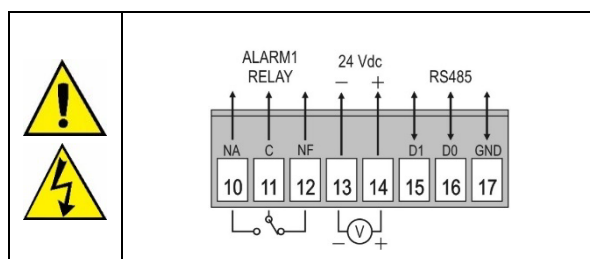 ALARM1 RELAY
24 Vdc
− +
RS485
NA C NF D1 D0 GND
10 11 12 13 14 15 16 17
− V +